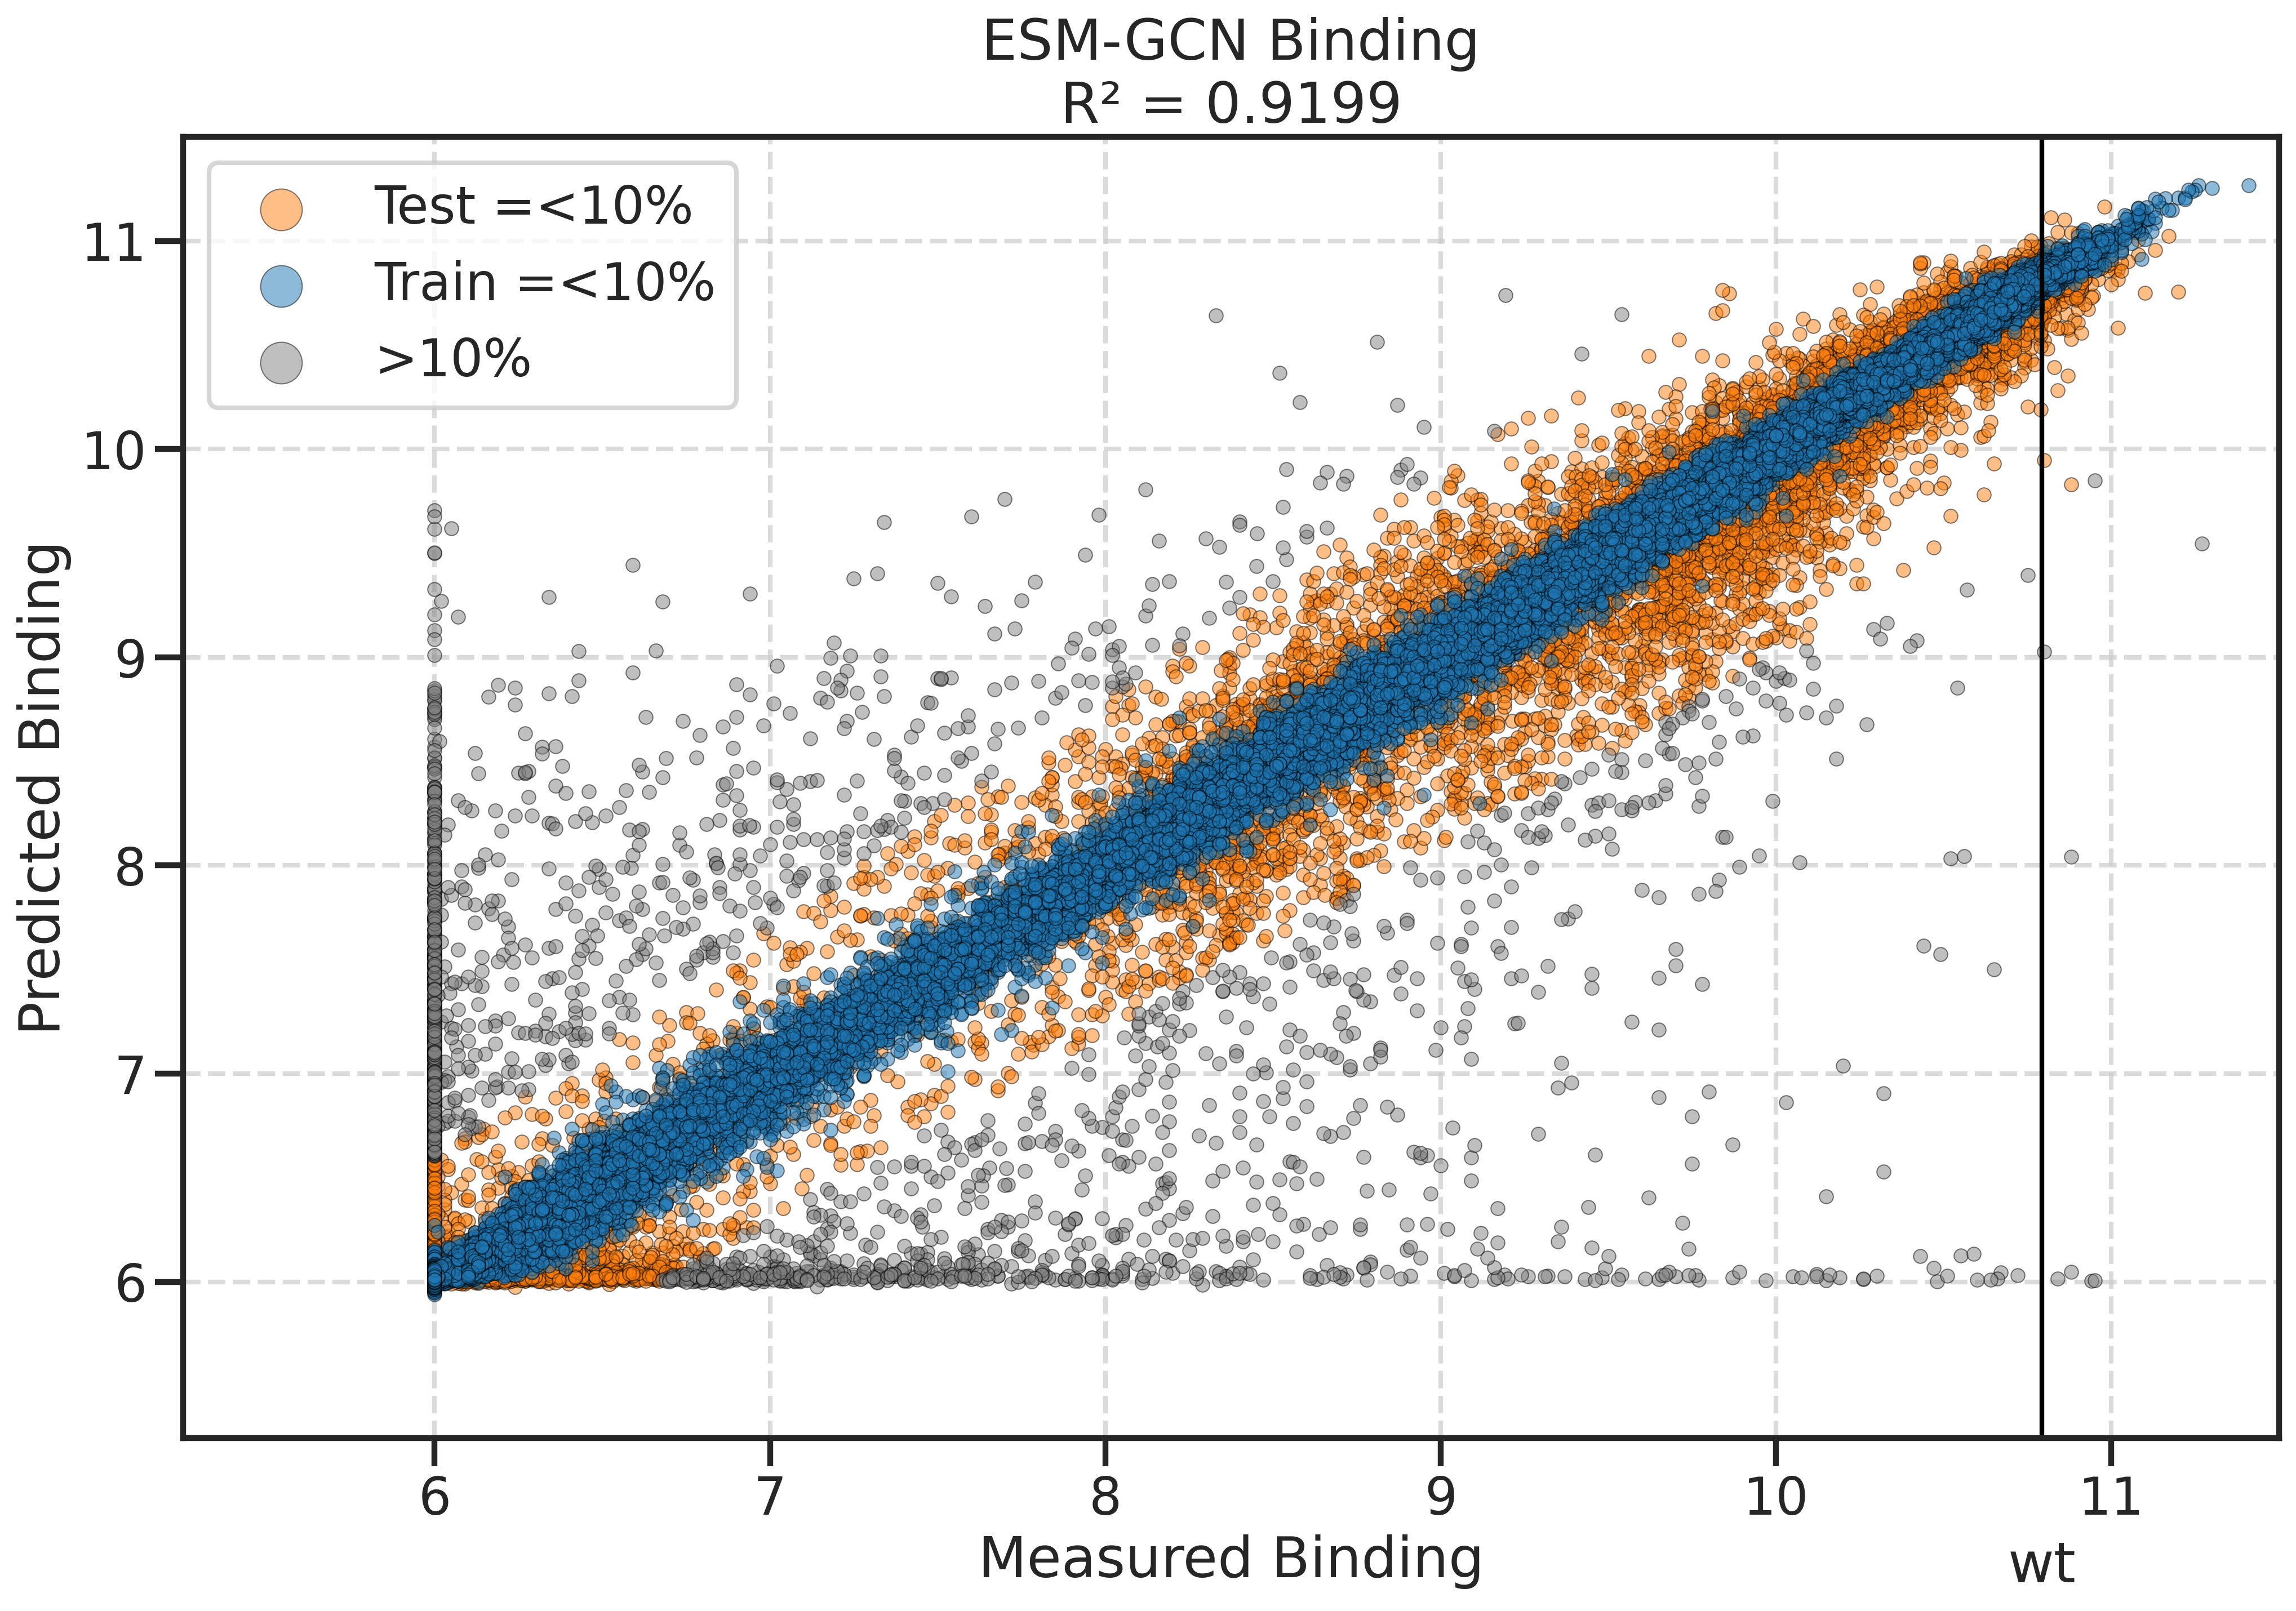 ESM-GCN Binding
R² = 0.9199
Test =<10%
Train =<10%
>10%
11
10
9
8
7
6
Predicted Binding
6 7 8 9 10 11
Measured Binding
wt